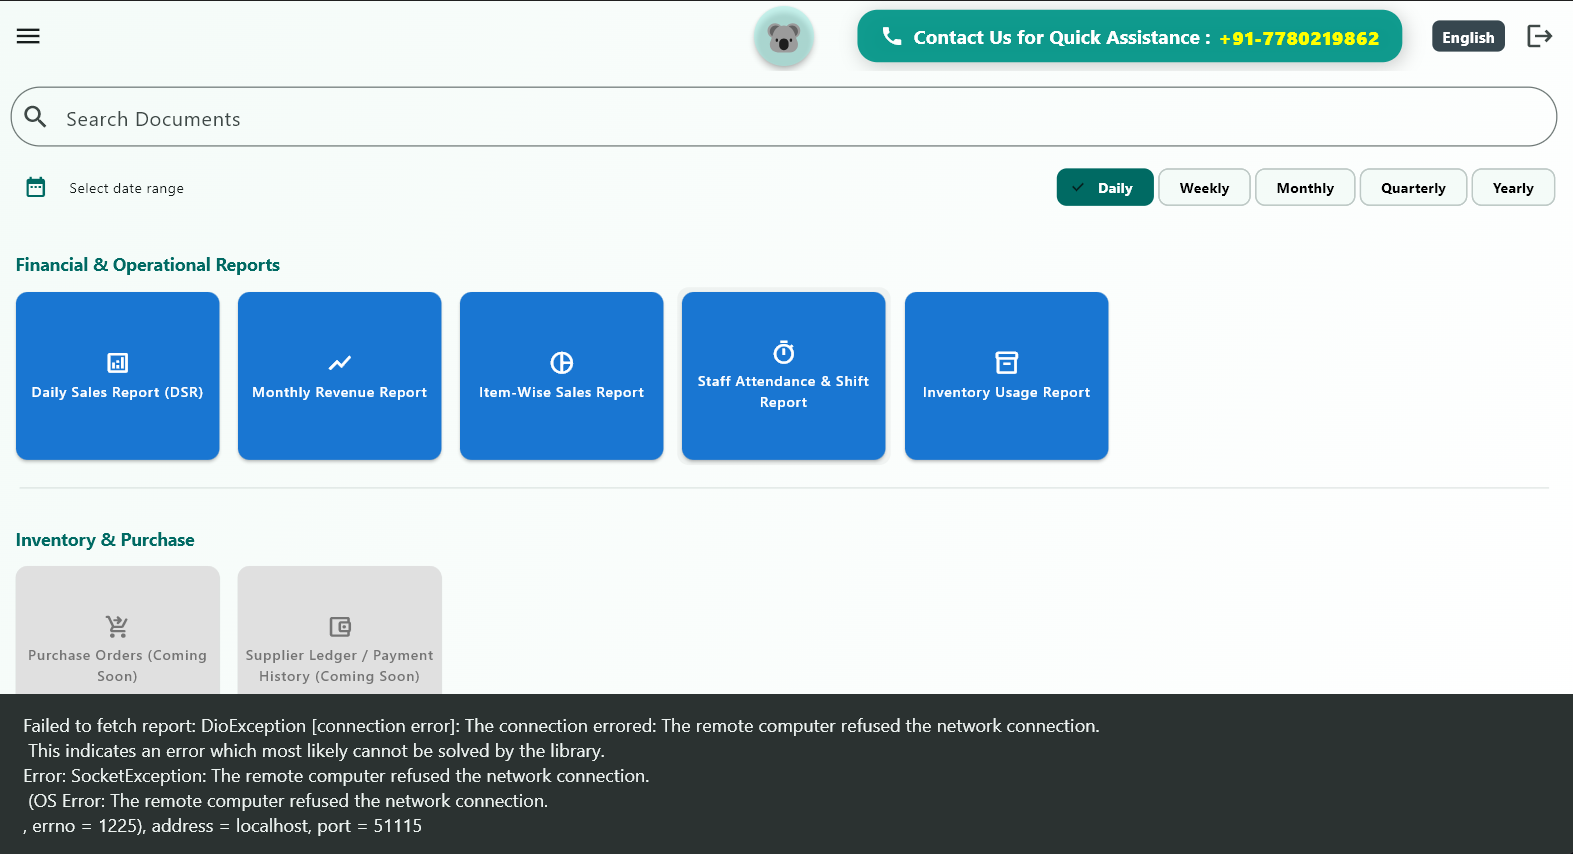 Contact Us for Quick Assistance : +91-7780219862
English
Search Documents
Select date range
Daily
Weekly
Monthly
Quarterly
Yearly
Financial & Operational Reports
Daily Sales Report (DSR)
Monthly Revenue Report
Item-Wise Sales Report
Staff Attendance & Shift
Report
Inventory Usage Report
Inventory & Purchase
Purchase Orders (Coming
Soon)
Supplier Ledger / Payment
History (Coming Soon)
Failed to fetch report: DioException [connection error]: The connection errored: The remote computer refused the network connection.
This indicates an error which most likely cannot be solved by the library.
Error: SocketException: The remote computer refused the network connection.
(OS Error: The remote computer refused the network connection.
, errno = 1225), address = localhost, port = 51115